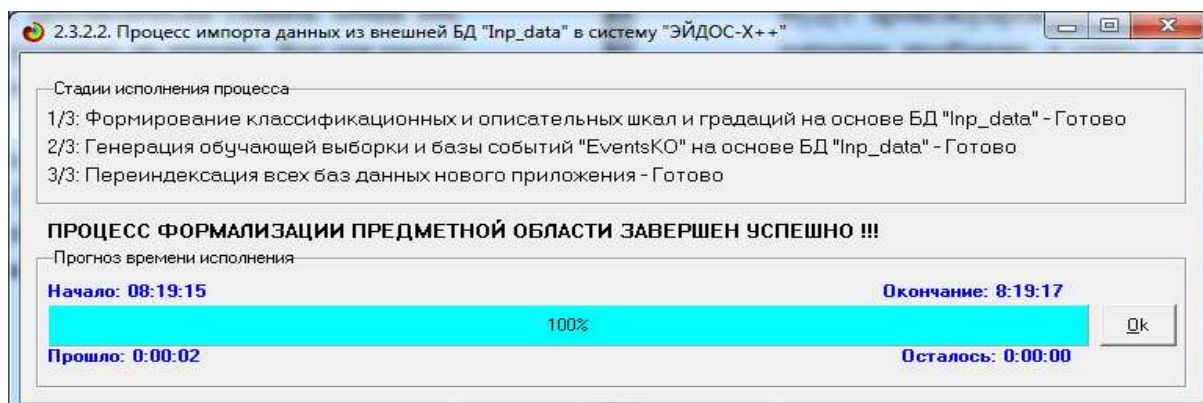 2.3.2.2. Процесс импорта данных из внешней БД "Inp_data" в систему "ЭЙДОС-X++"
Стадии исполнения процесса
1/3: Формирование классификационных и описательных шкал и градаций на основе БД "Inp_data" - Готово
2/3: Генерация обучающей выборки и базы событий "EventsKO" на основе БД "Inp_data" - Готово
3/3: Переиндексация всех баз данных нового приложения - Готово
ПРОЦЕСС ФОРМАЛИЗАЦИИ ПРЕДМЕТНОЙ ОБЛАСТИ ЗАВЕРШЕН УСПЕШНО !!!
Прогноз времени исполнения
Начало: 08:19:15 Окончание: 8:19:17
100% Ok
Прошло: 0:00:02 Осталось: 0:00:00